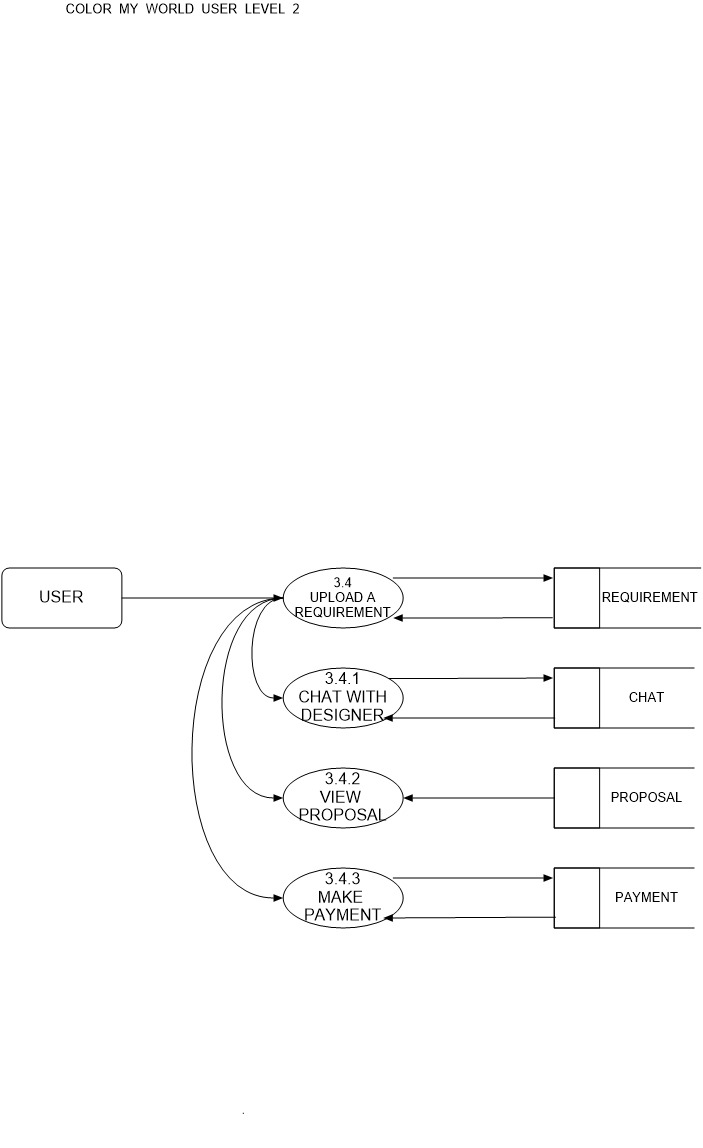 COLOR MY WORLD USER LEVEL 2
USER
3.4
UPLOAD A
REQUIREMENT
REQUIREMENT
3.4.1
CHAT WITH
DESIGNER
CHAT
3.4.2
VIEW
PROPOSAL
PROPOSAL
3.4.3
MAKE
PAYMENT
PAYMENT
.